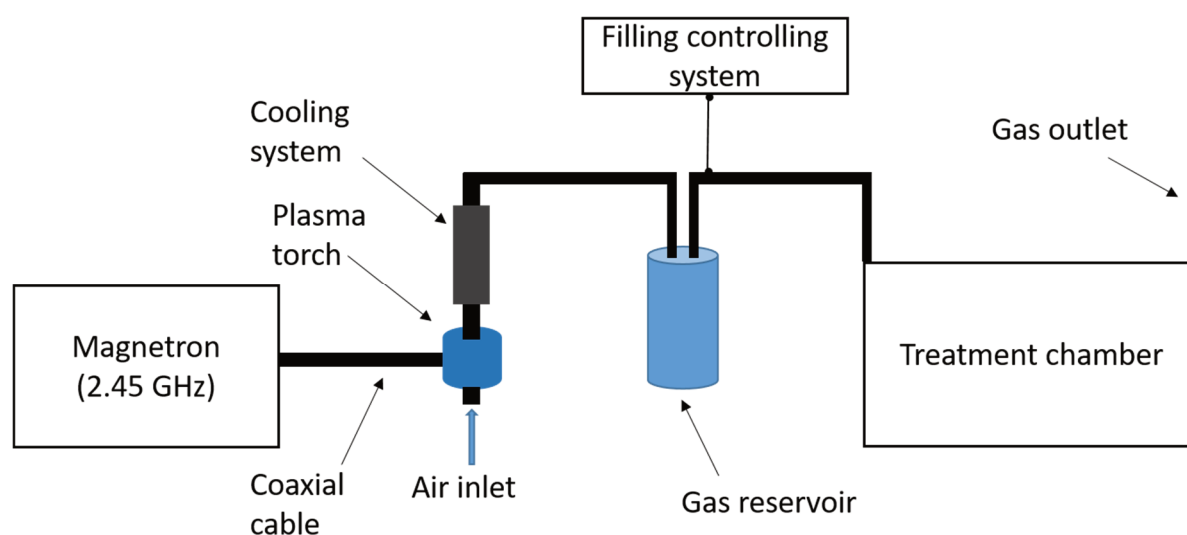 Filling controlling
system
Cooling
system
Gas outlet
Plasma
torch
Magnetron
(2.45 GHz)
Treatment chamber
Coaxial
cable
Air inlet
Gas reservoir